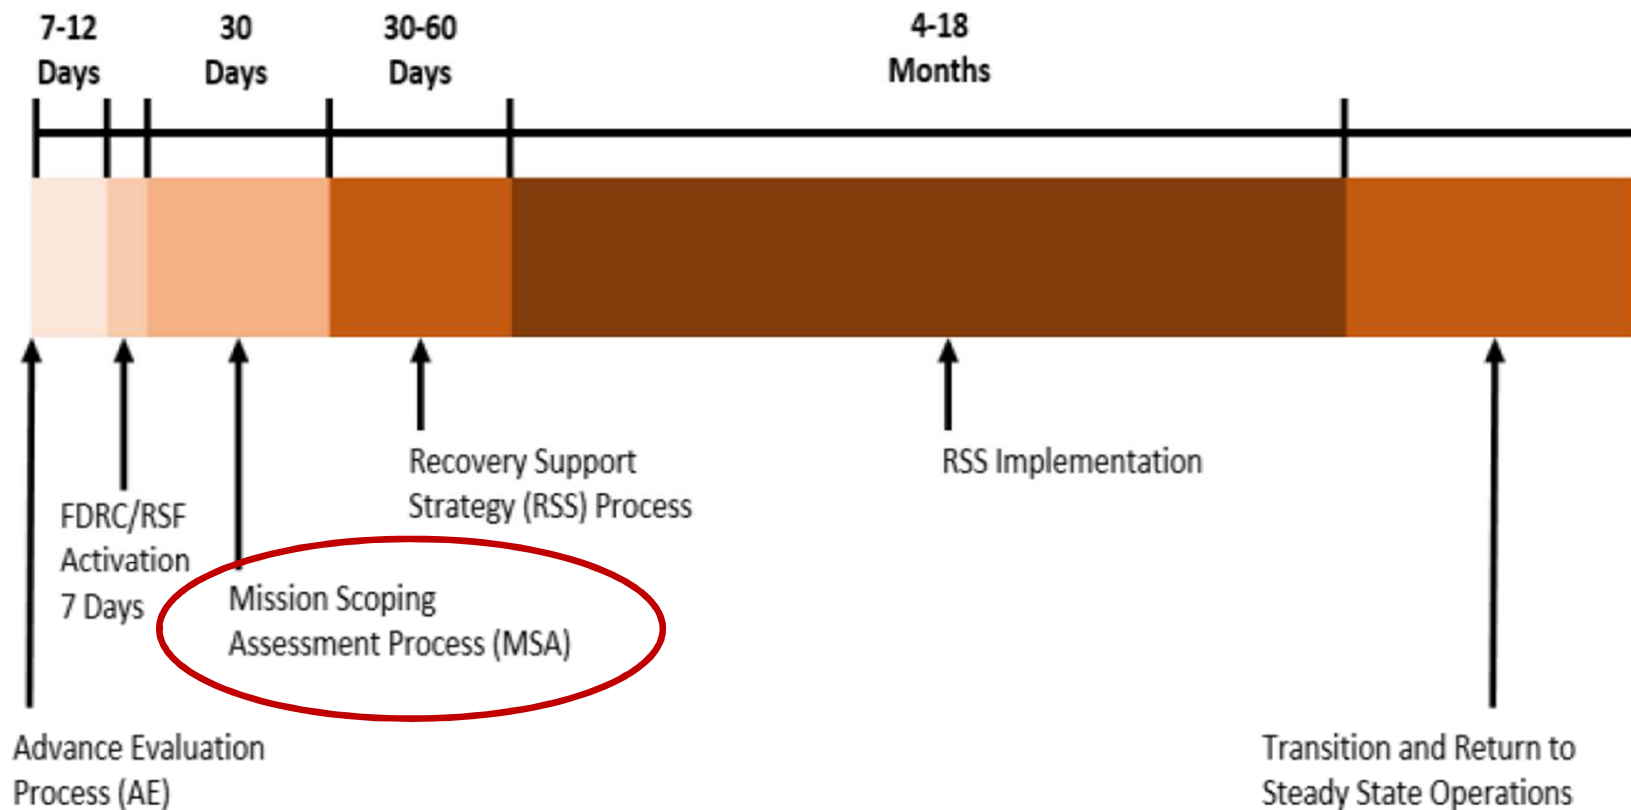 7-12
Days
30
Days
30-60
Days
4-18
Months
FDRC/RSF
Activation
7 Days
Recovery Support
Strategy (RSS) Process
RSS Implementation
Mission Scoping
Assessment Process (MSA)
Advance Evaluation
Process (AE)
Transition and Return to
Steady State Operations